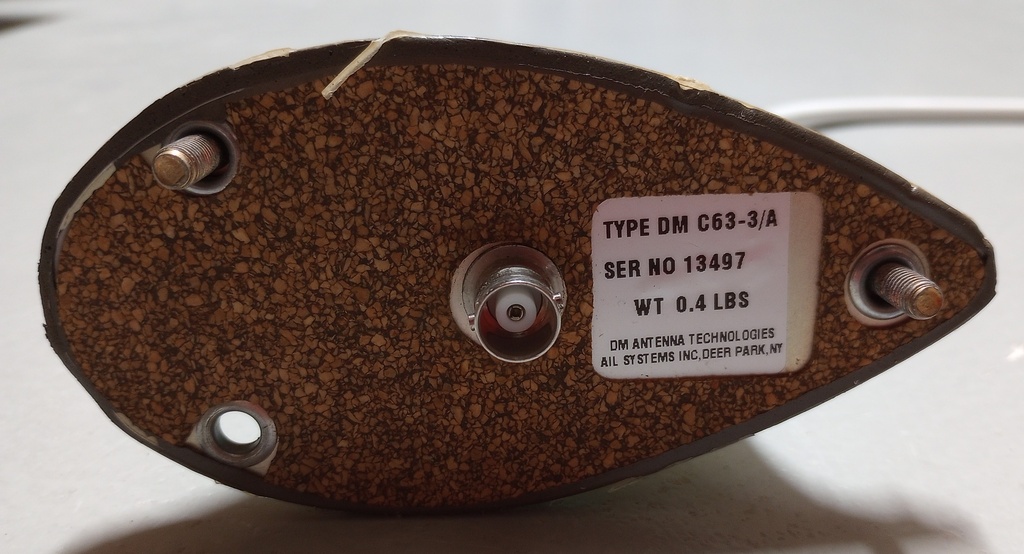 TYPE DM C63-3/A
SER NO 13497
WT 0.4 LBS
DM ANTENNA TECHNOLOGIES
AIL SYSTEMS INC, DEER PARK, NY